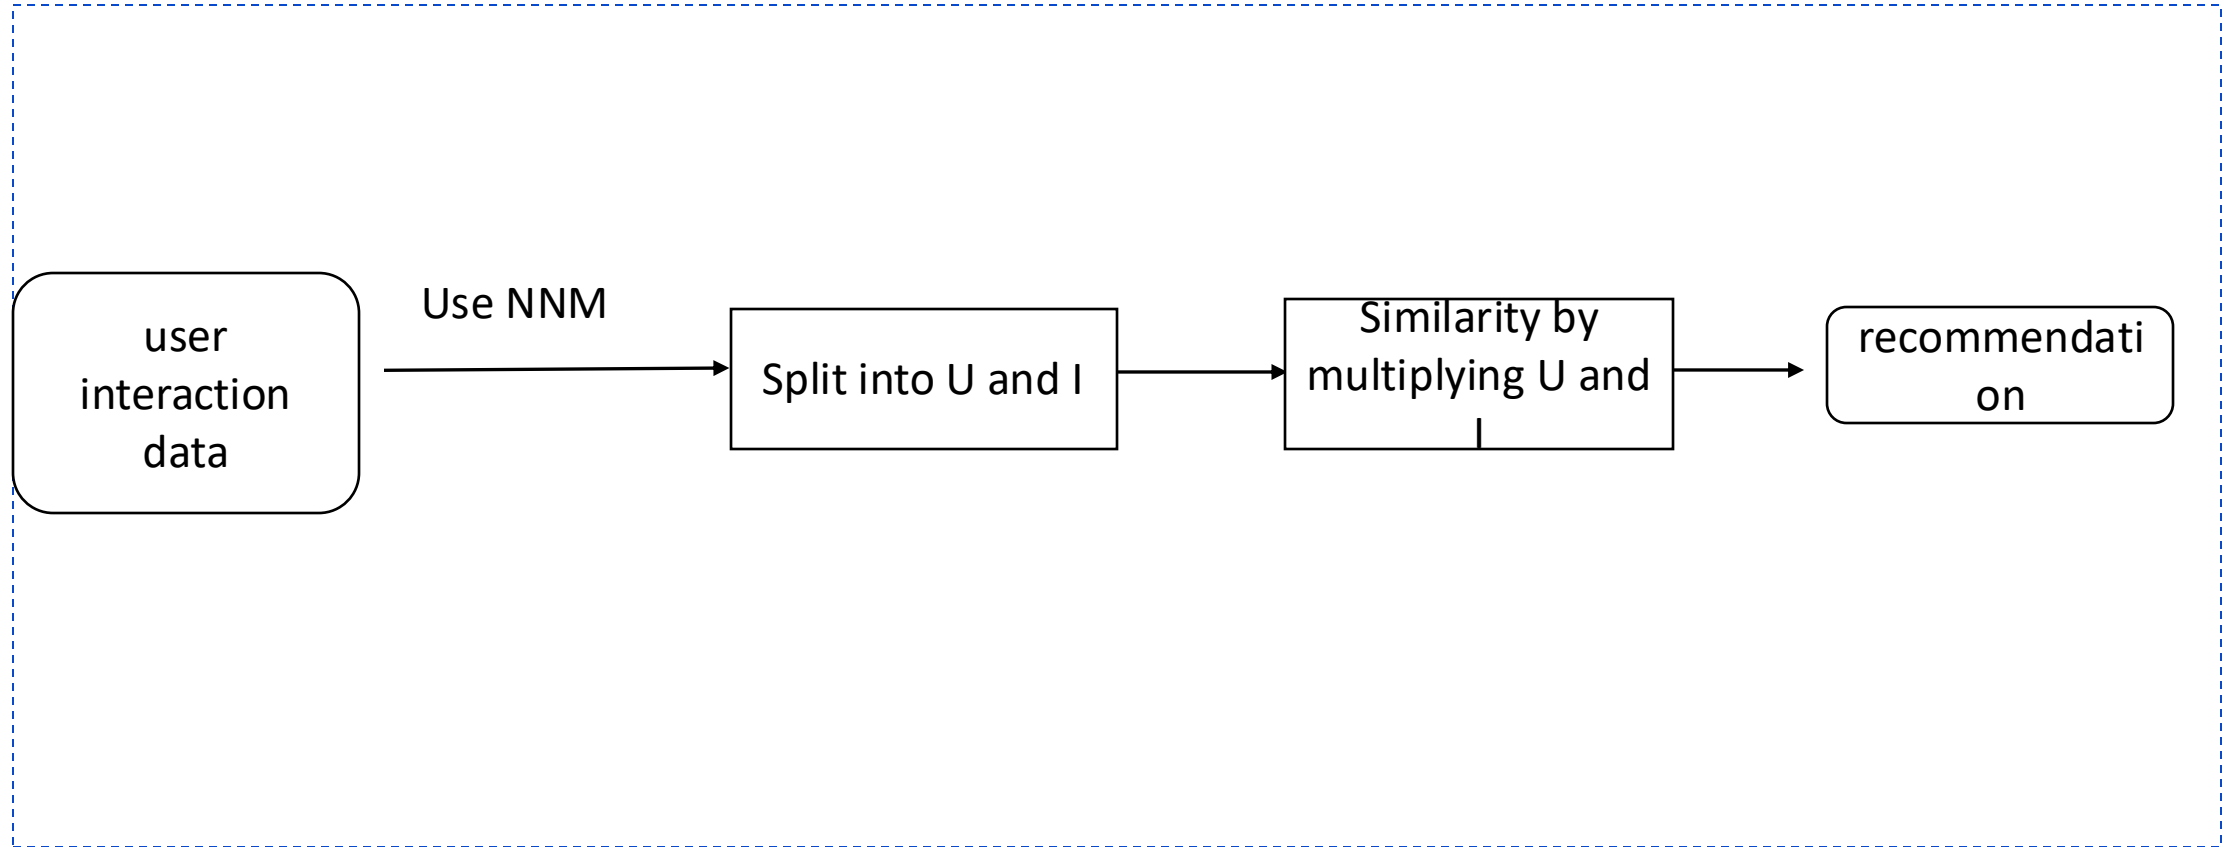 user
interaction
data
Use NNM
Split into U and I
Similarity by
multiplying U and
I
recommendati
on